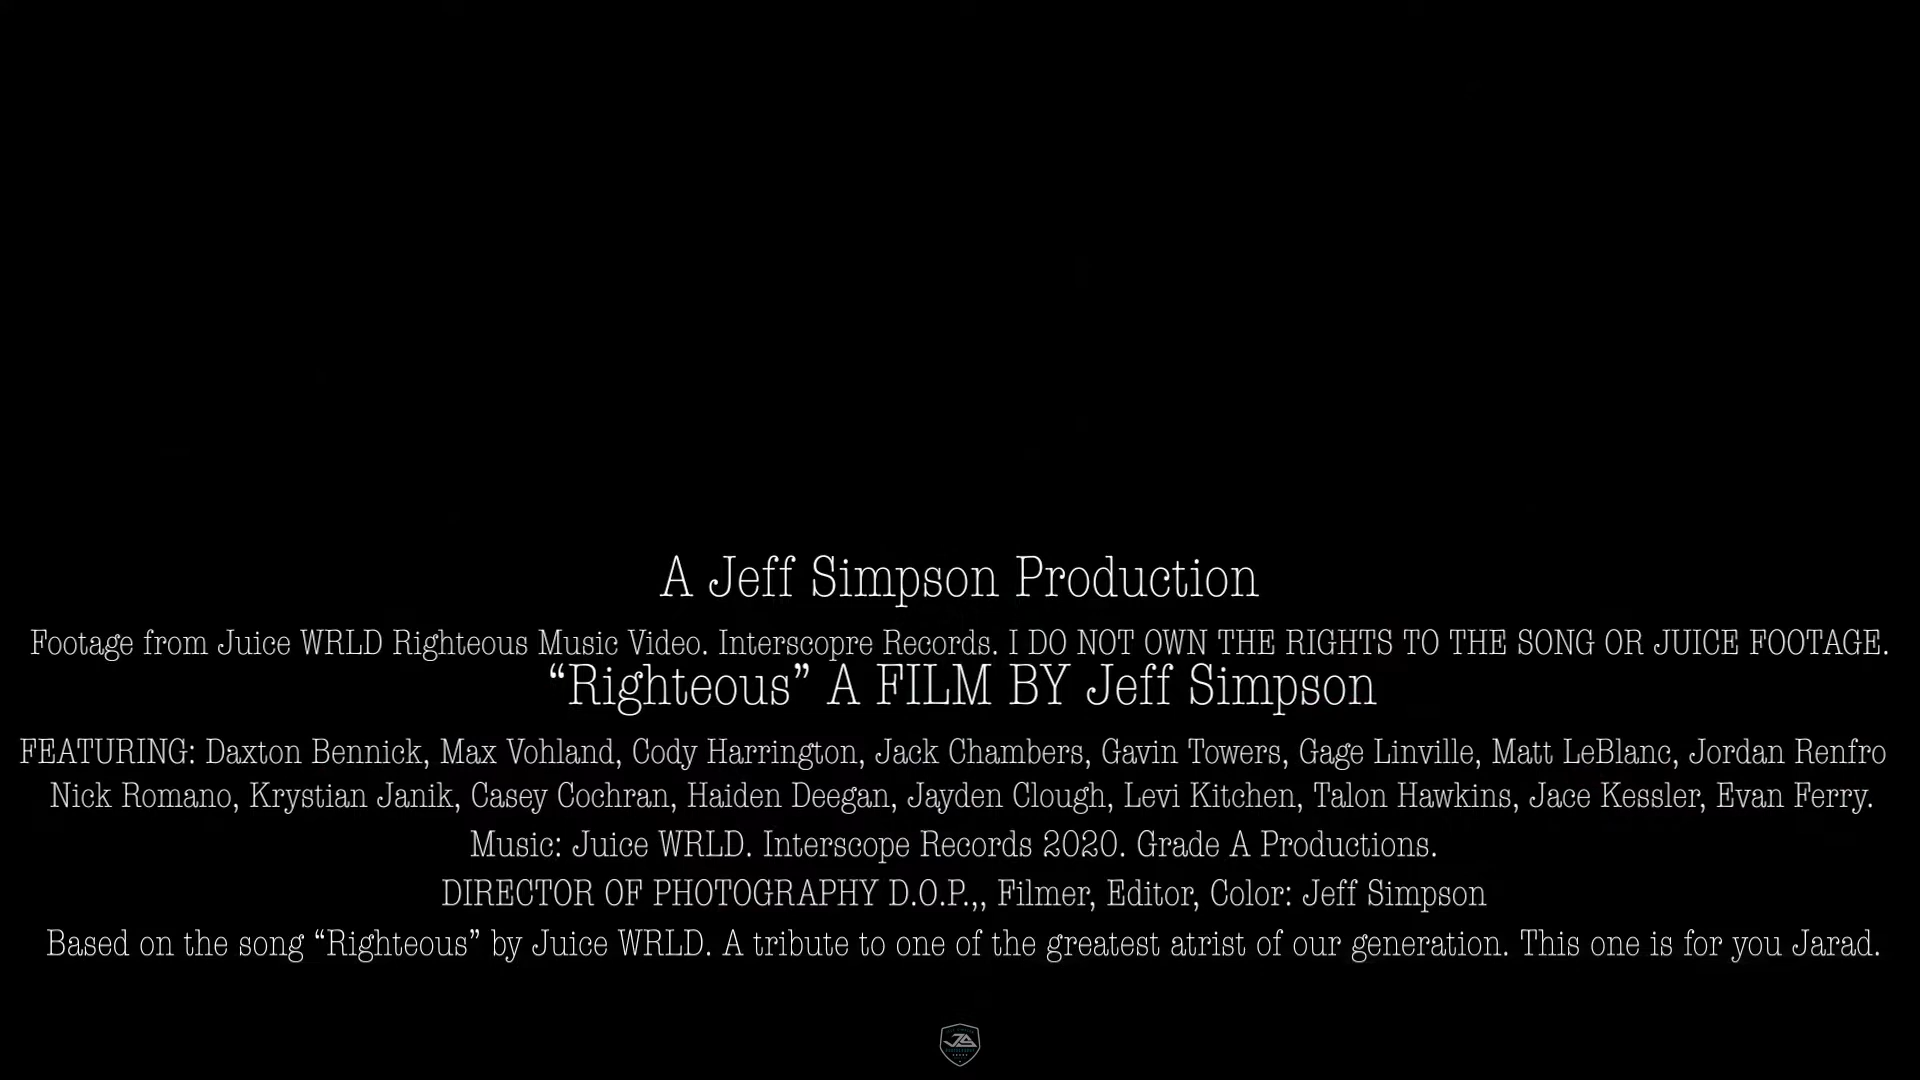 A Jeff Simpson Production
Footage from Juice WRLD Righteous Music Video. Interscopre Records. I DO NOT OWN THE RIGHTS TO THE SONG OR JUICE FOOTAGE.
“Righteous” A FILM BY Jeff Simpson
FEATURING: Daxton Bennick, Max Vohland, Cody Harrington, Jack Chambers, Gavin Towers, Gage Linville, Matt LeBlanc, Jordan Renfro
Nick Romano, Krystian Janik, Casey Cochran, Haiden Deegan, Jayden Clough, Levi Kitchen, Talon Hawkins, Jace Kessler, Evan Ferry.
Music: Juice WRLD. Interscope Records 2020. Grade A Productions.
DIRECTOR OF PHOTOGRAPHY D.O.P.,, Filmer, Editor, Color: Jeff Simpson
Based on the song “Righteous” by Juice WRLD. A tribute to one of the greatest atrist of our generation. This one is for you Jarad.